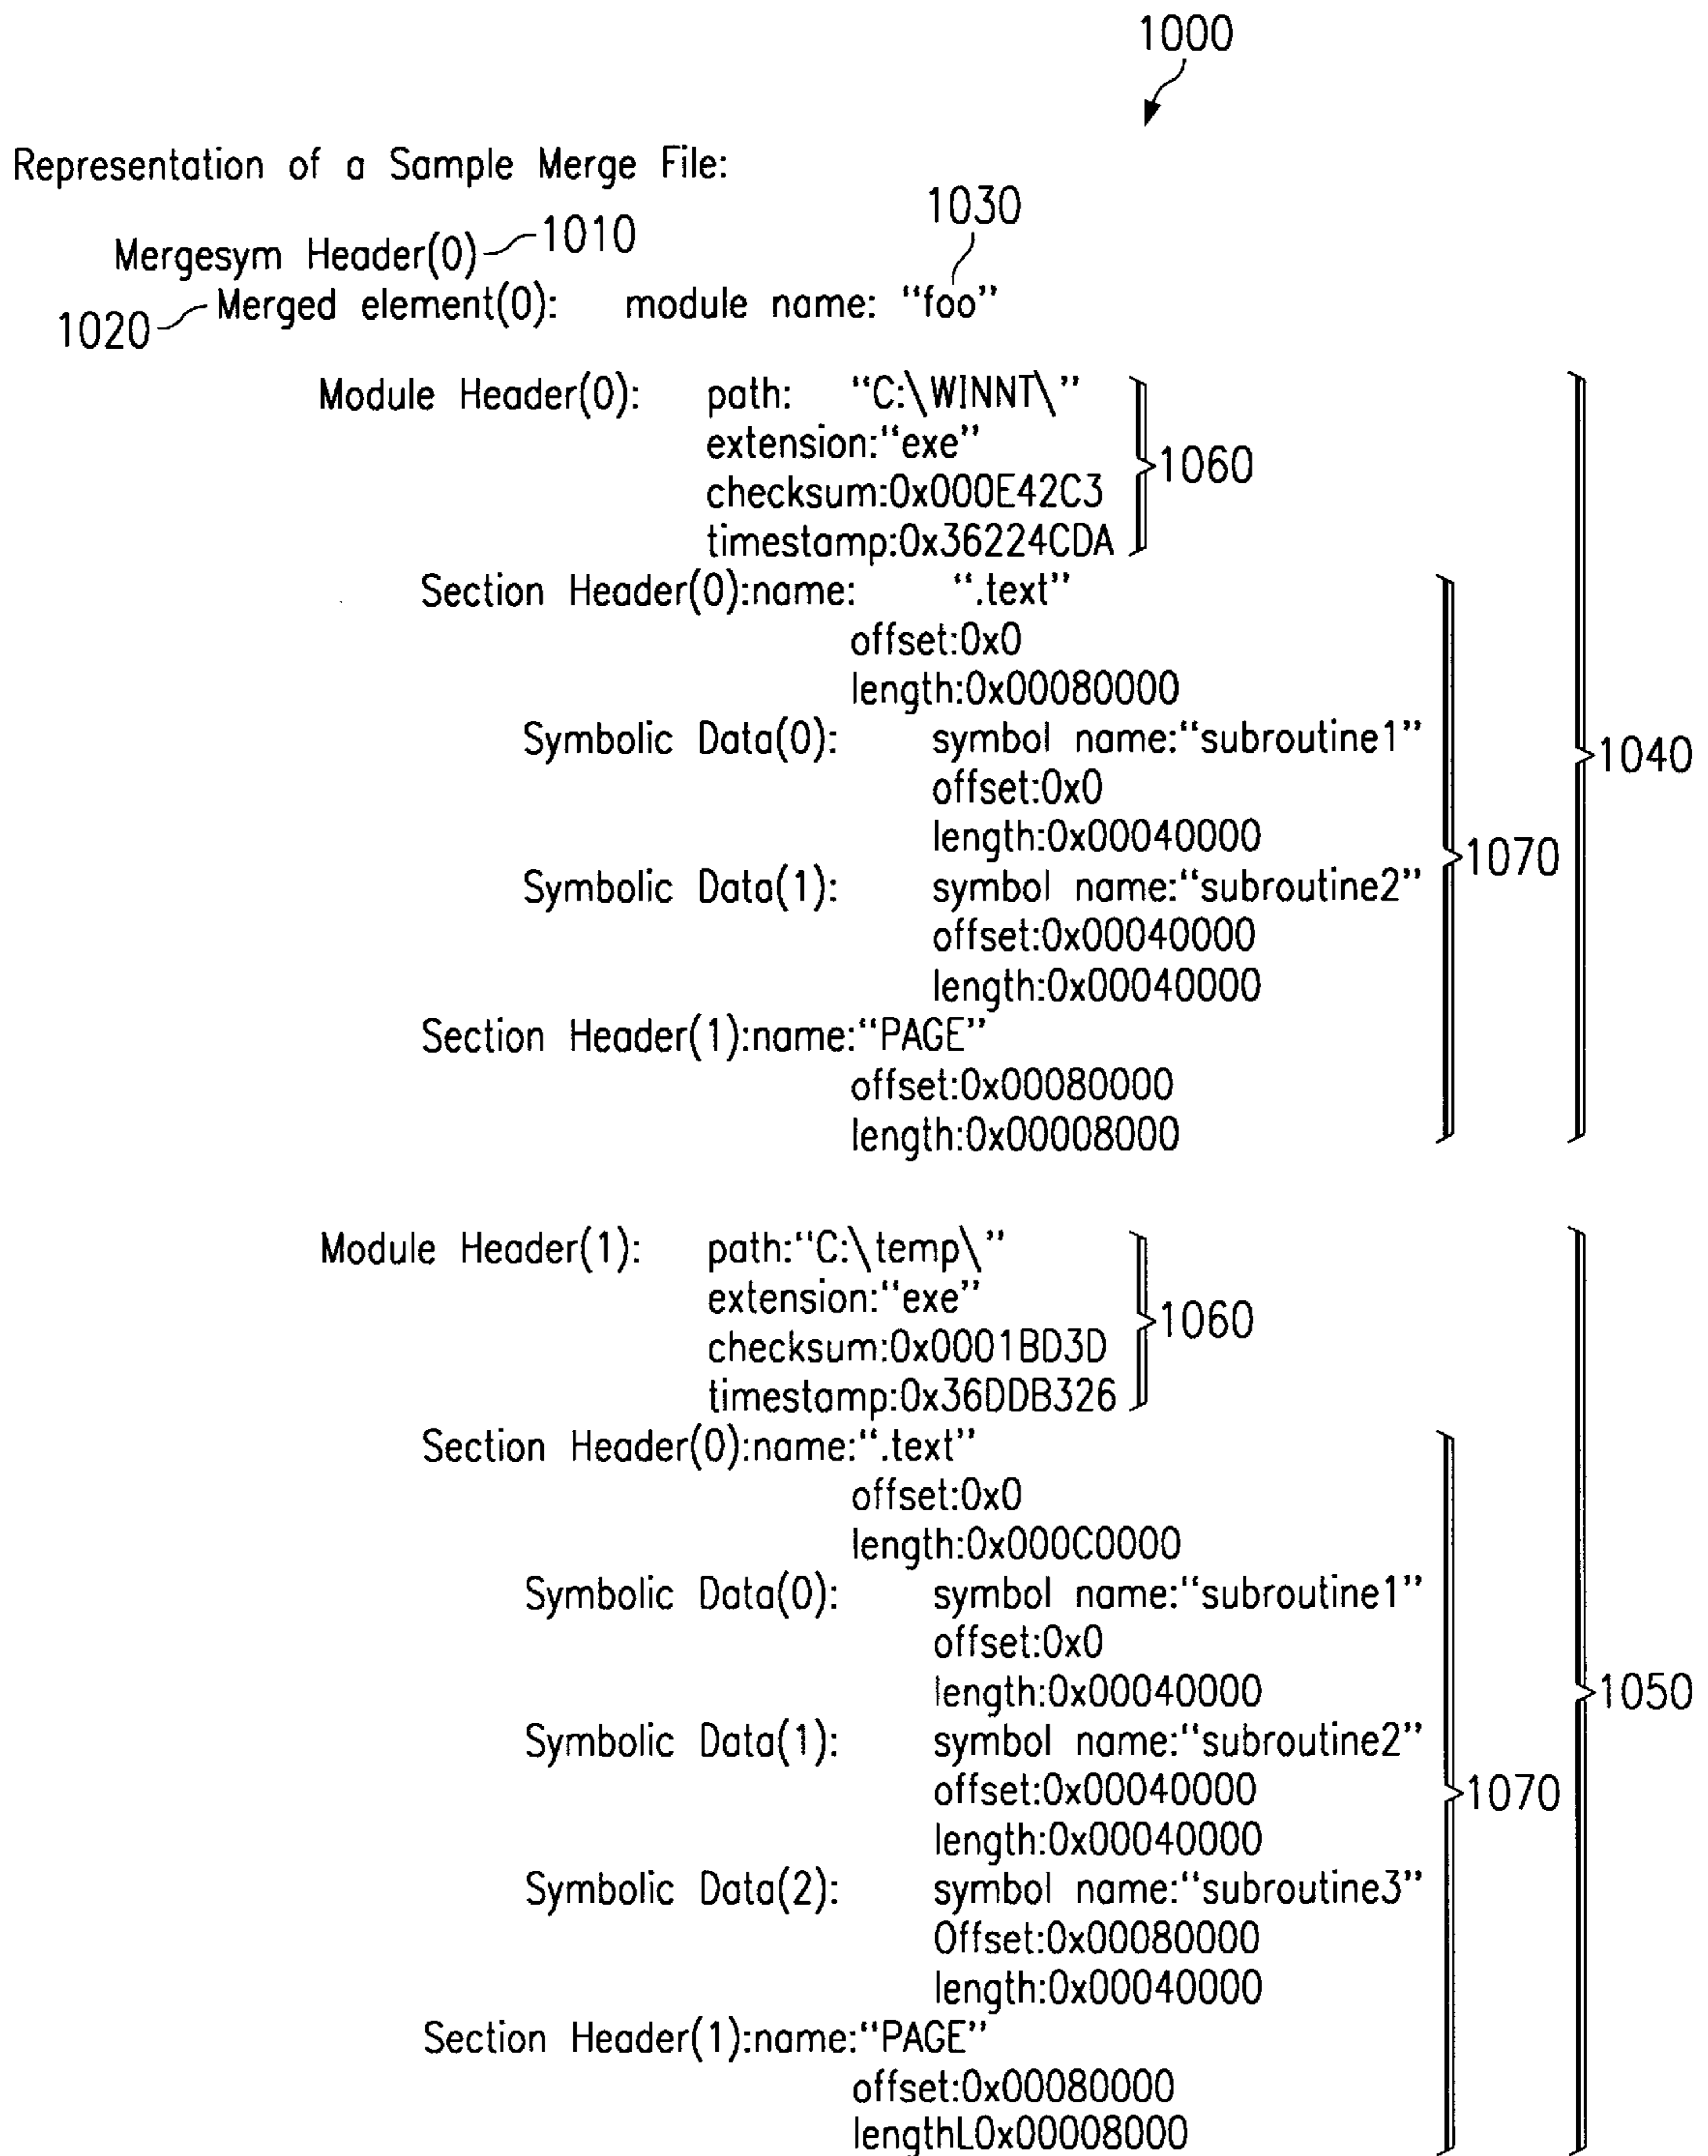 1000
Representation of a Sample Merge File:
1030
Mergesym Header(0) 1010
1020 Merged element(0): module name: “foo”
Module Header(0): path: “C:\WINNT\”
extension:“exe”
1060
checksum:0x000E42C3
timestamp:0x36224CDA
Section Header(0):name: “.text”
offset:0x0
length:0x00080000
Symbolic Data(0): symbol name:“subroutine1”
1040
offset:0x0
length:0x00040000
1070
Symbolic Data(1): symbol name:“subroutine2”
offset:0x00040000
length:0x00040000
Section Header(1):name:“PAGE”
offset:0x00080000
length:0x00008000
Module Header(1): path:“C:\temp\”
extension:“exe”
1060
checksum:0x0001BD3D
timestamp:0x36DDB326
Section Header(0):name:“.text”
offset:0x0
length:0x000C0000
Symbolic Data(0): symbol name:“subroutine1”
offset:0x0
length:0x00040000
1050
Symbolic Data(1): symbol name:“subroutine2”
offset:0x00040000
1070
length:0x00040000
Symbolic Data(2): symbol name:“subroutine3”
Offset:0x00080000
length:0x00040000
Section Header(1):name:“PAGE”
offset:0x00080000
lengthL0x00008000